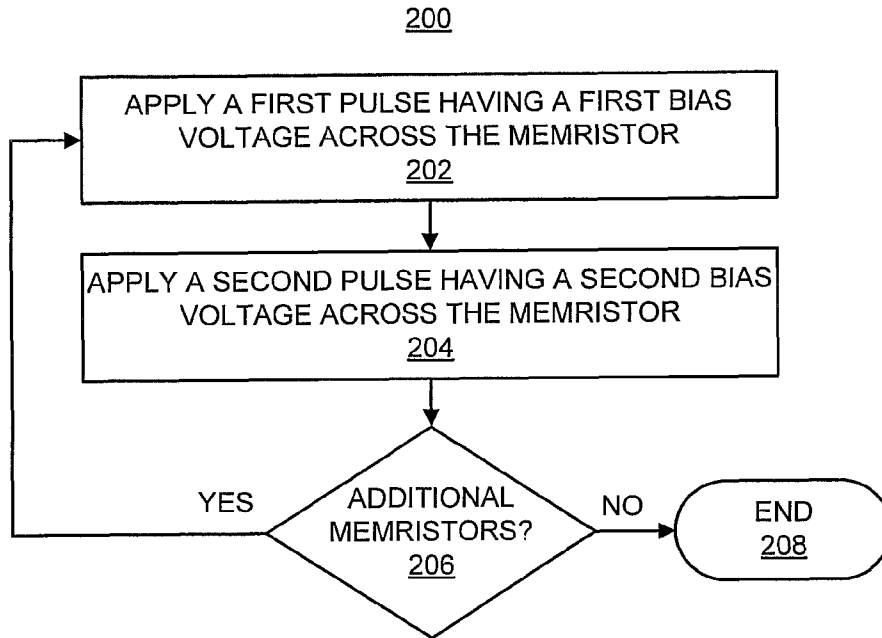 200
APPLY A FIRST PULSE HAVING A FIRST BIAS
VOLTAGE ACROSS THE MEMRISTOR
202
APPLY A SECOND PULSE HAVING A SECOND BIAS
VOLTAGE ACROSS THE MEMRISTOR
204
YES
ADDITIONAL
MEMRISTORS?
206
NO
END
208